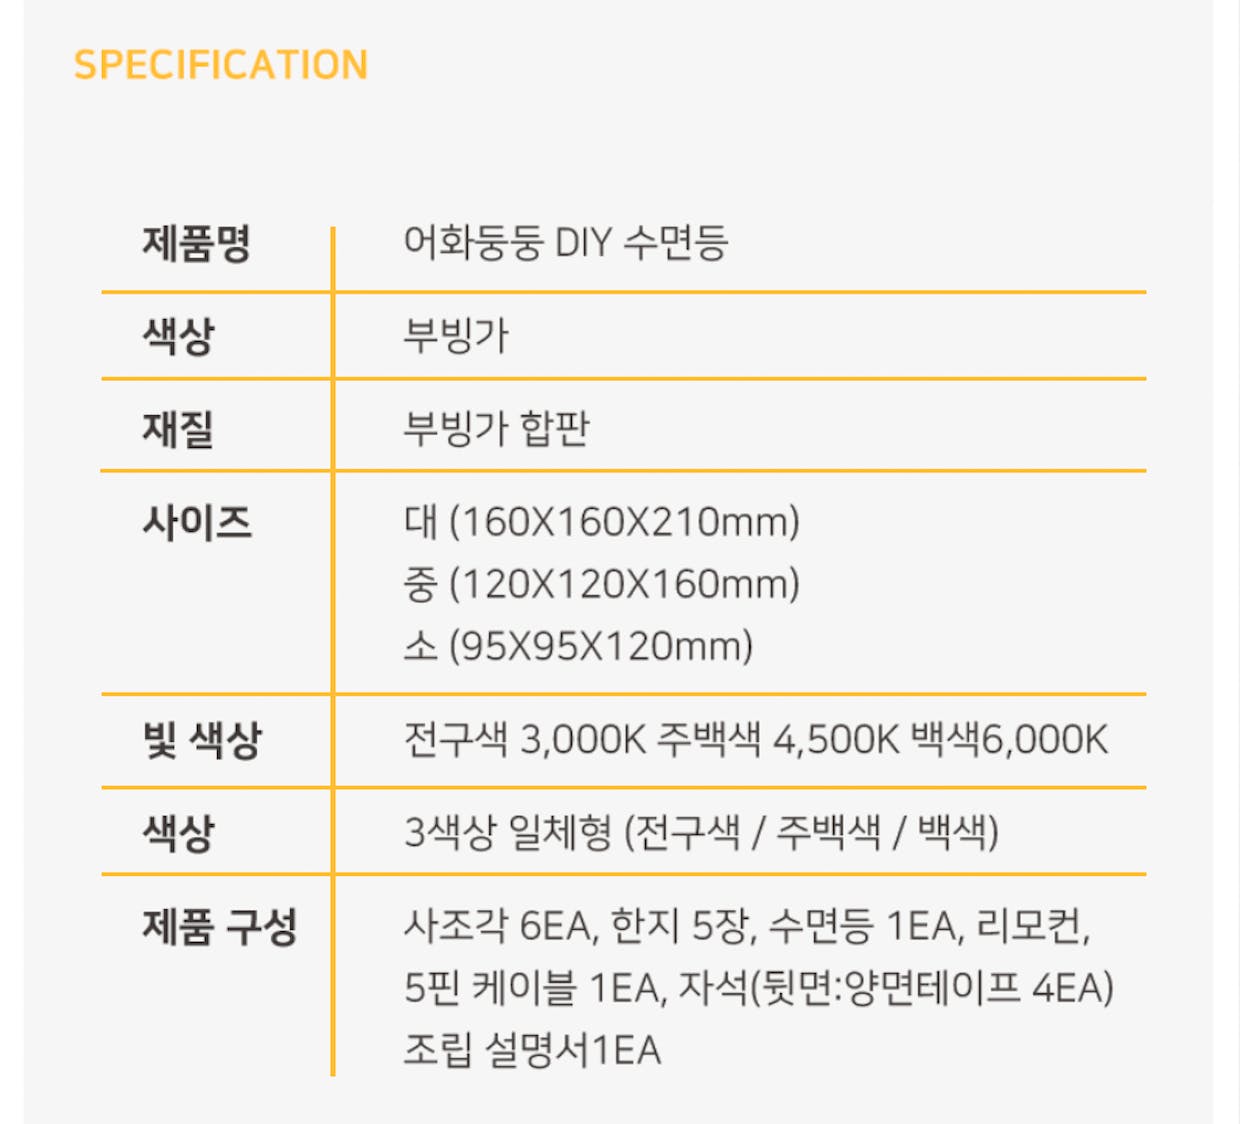 SPECIFICATION
제품명 어화둥둥 DIY 수면등
색상 부빙가
재질 부빙가 합판
사이즈 대 (160X160X210mm)
중 (120X120X160mm)
소 (95X95X120mm)
빛 색상 전구색 3,000K 주백색 4,500K 백색6,000K
색상 3색상 일체형 (전구색 / 주백색 / 백색)
제품 구성 사조각 6EA, 한지 5장, 수면등 1EA, 리모컨,
5핀 케이블 1EA, 자석(뒷면:양면테이프 4EA)
조립 설명서1EA